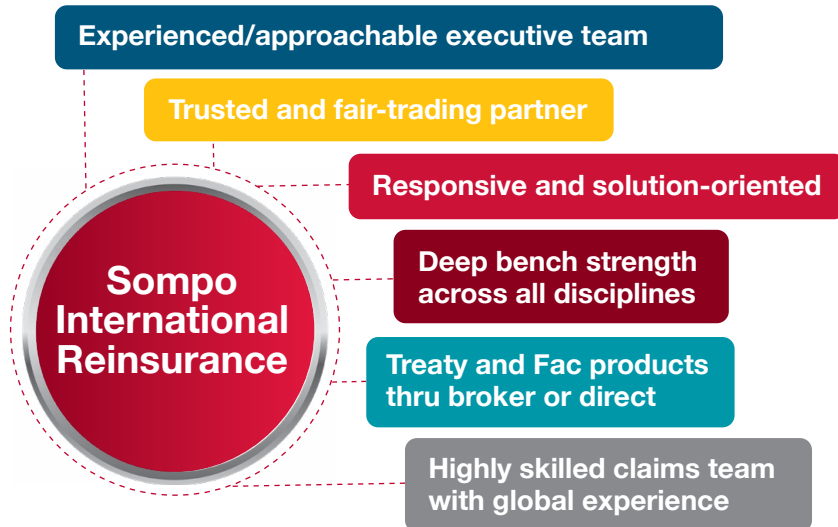 Experienced/approachable executive team
Trusted and fair-trading partner
Responsive and solution-oriented
Sompo
International
Reinsurance
Deep bench strength
across all disciplines
Treaty and Fac products
thru broker or direct
Highly skilled claims team
with global experience